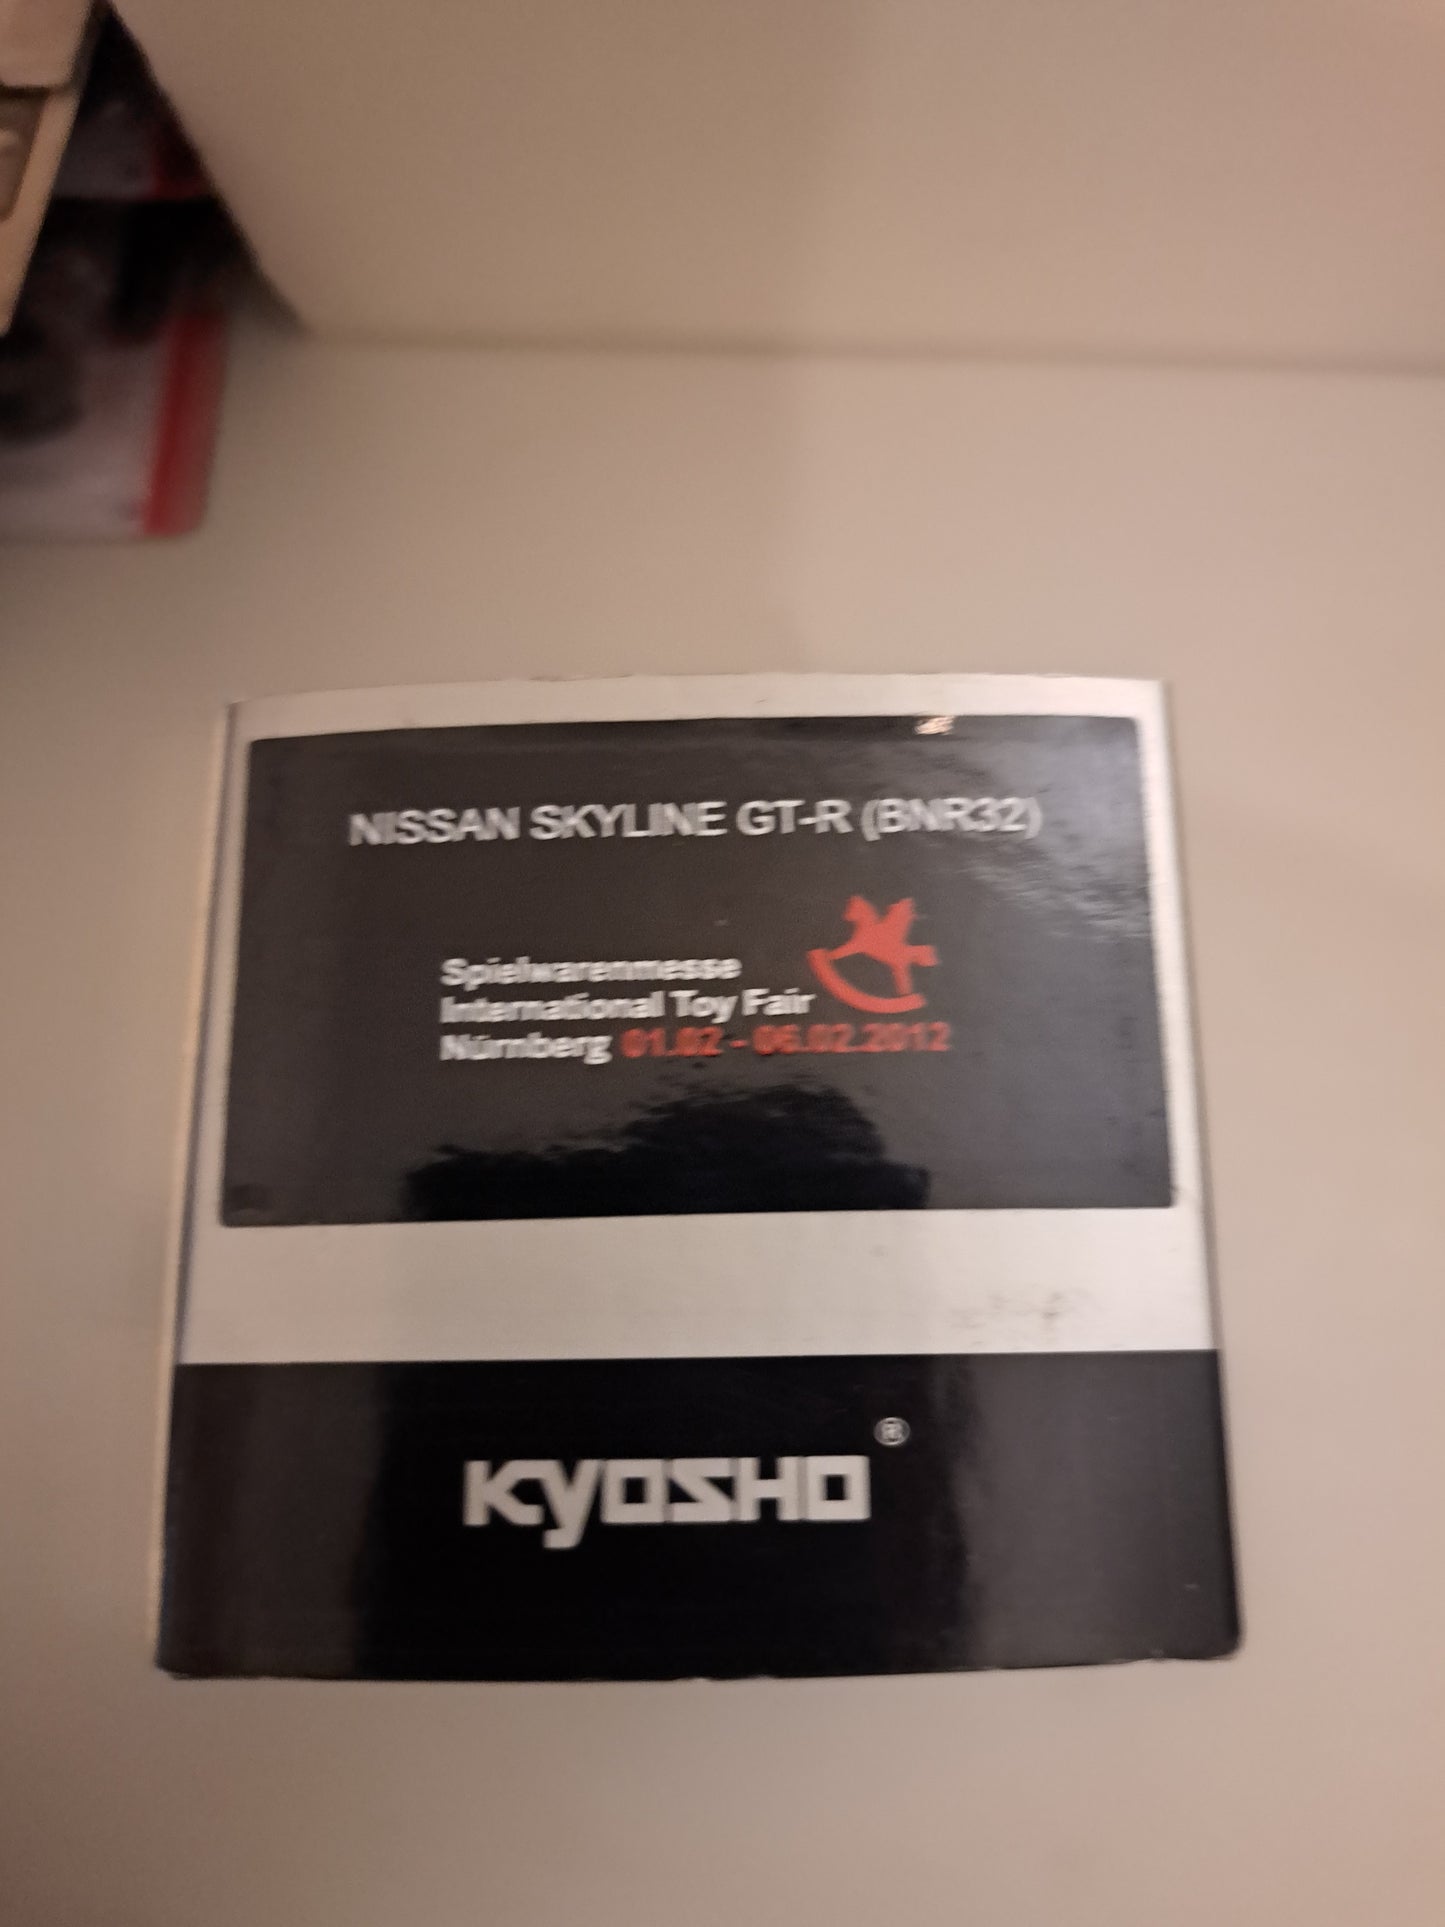 NISSAN SKYLINE GT-R (BNR32)
Spielwarenmesse
International Toy Fair
Nürnberg 01.02 - 06.02.2012
KYOSHO ®